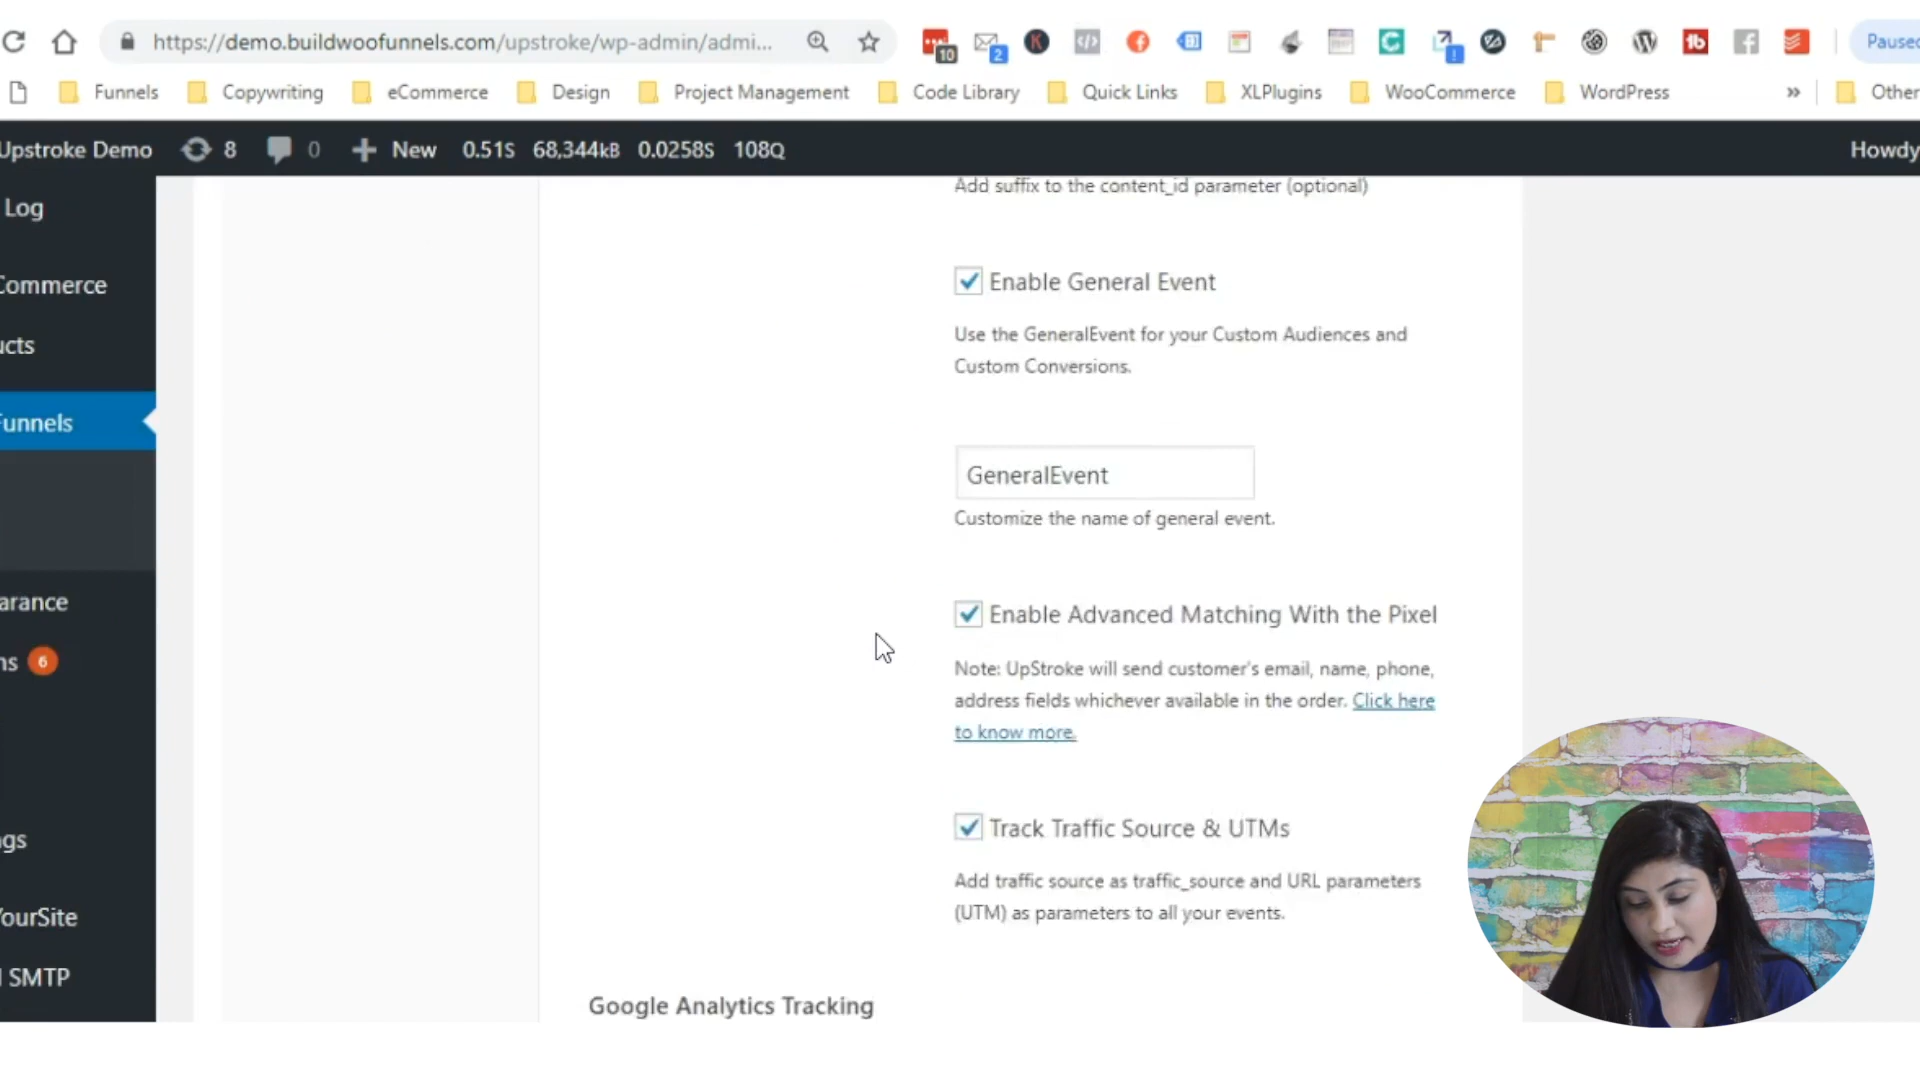 https://demo.buildwoofunnels.com/upstroke/wp-admin/admi...
10
2
Paused
Funnels
Copywriting
eCommerce
Design
Project Management
Code Library
Quick Links
XLPlugins
WooCommerce
WordPress
»
Other
Upstroke Demo
8
0
New
0.51S
68,344KB
0.0258S
108Q
Howdy
Log
Commerce
ucts
Funnels
arance
ns 6
ngs
YourSite
SMTP
Add suffix to the content_id parameter (optional)
Enable General Event
Use the GeneralEvent for your Custom Audiences and
Custom Conversions.
GeneralEvent
Customize the name of general event.
Enable Advanced Matching With the Pixel
Note: UpStroke will send customer's email, name, phone,
address fields whichever available in the order. Click here
to know more.
Track Traffic Source & UTMs
Add traffic source as traffic_source and URL parameters
(UTM) as parameters to all your events.
Google Analytics Tracking